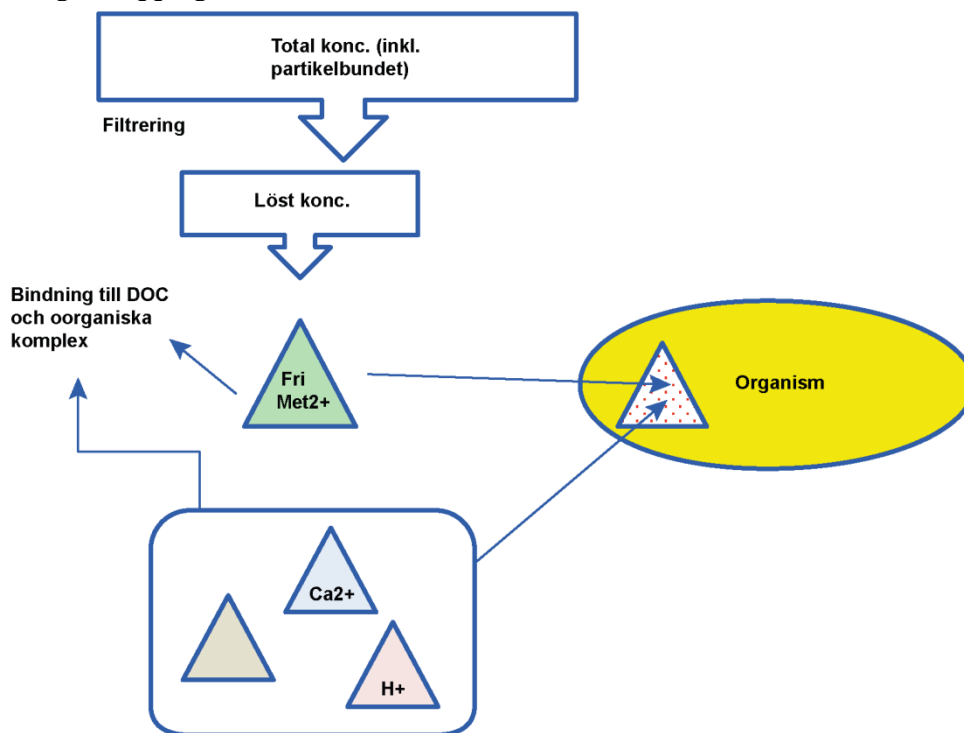 Total konc. (inkl.
partikelbundet)
Filtrering
Löst konc.
Bindning till DOC
och oorganiska
komplex
Fri
Met2+
Organism
Ca2+
H+